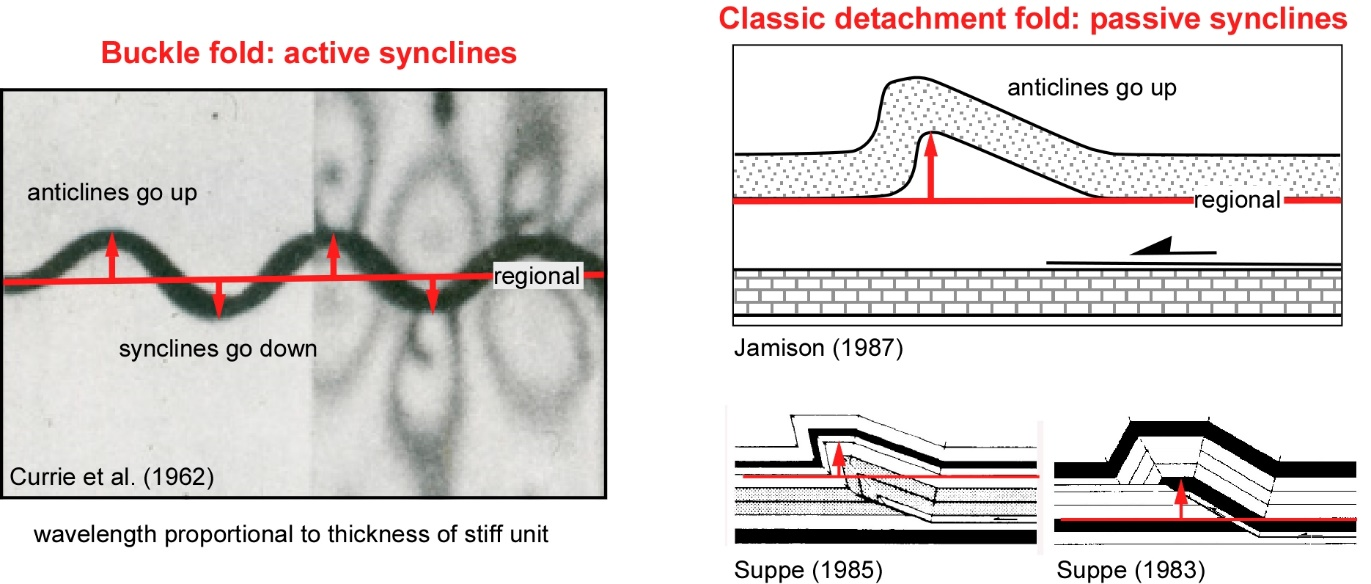 Buckle fold: active synclines
anticlines go up
regional
synclines go down
Currie et al. (1962)
wavelength proportional to thickness of stiff unit
Classic detachment fold: passive synclines
anticlines go up
regional
Jamison (1987)
Suppe (1985)
Suppe (1983)